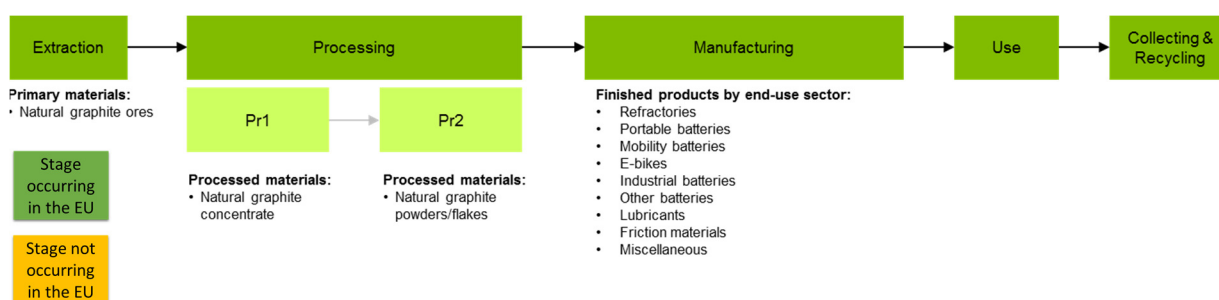 Extraction
Processing
Manufacturing
Use
Collecting &
Recycling
Primary materials:
• Natural graphite ores
Pr1
Pr2
Finished products by end-use sector:
• Refractories
• Portable batteries
• Mobility batteries
• E-bikes
• Industrial batteries
• Other batteries
• Lubricants
• Friction materials
• Miscellaneous
Processed materials:
• Natural graphite
concentrate
Processed materials:
• Natural graphite
powders/flakes
Stage
occurring
in the EU
Stage not
occurring
in the EU